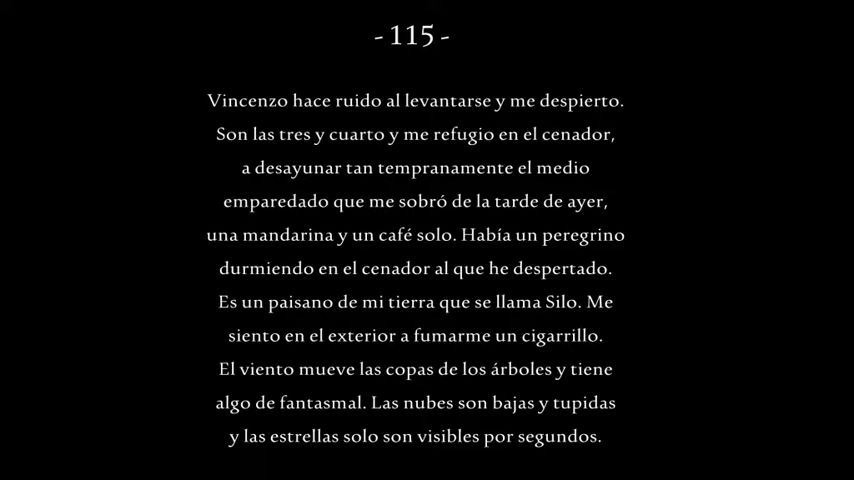 - 115 -
Vincenzo hace ruido al levantarse y me despierto.
Son las tres y cuarto y me refugio en el cenador,
a desayunar tan tempranamente el medio
emparedado que me sobró de la tarde de ayer,
una mandarina y un café solo. Había un peregrino
durmiendo en el cenador al que he despertado.
Es un paisano de mi tierra que se llama Silo. Me
siento en el exterior a fumarme un cigarrillo.
El viento mueve las copas de los árboles y tiene
algo de fantasmal. Las nubes son bajas y tupidas
y las estrellas solo son visibles por segundos.